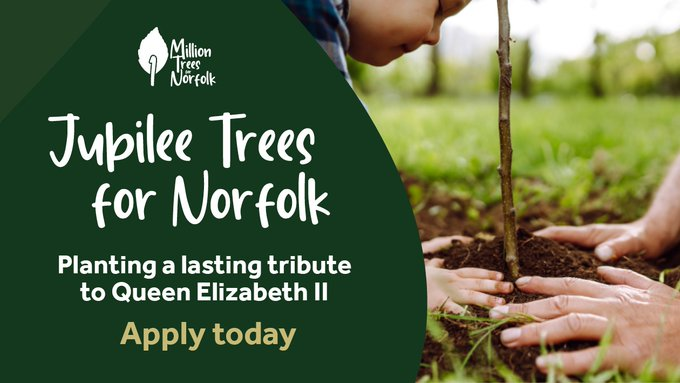 Million
Trees
for
Norfolk
Jubilee Trees
for Norfolk
Planting a lasting tribute
to Queen Elizabeth II
Apply today